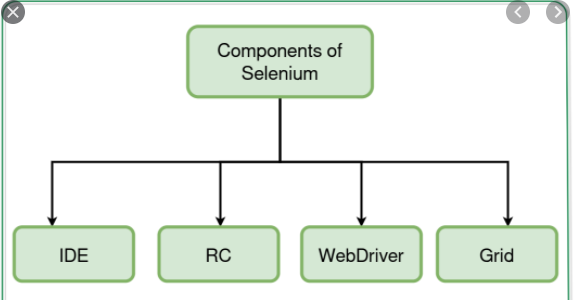 Components of
Selenium
IDE
RC
WebDriver
Grid